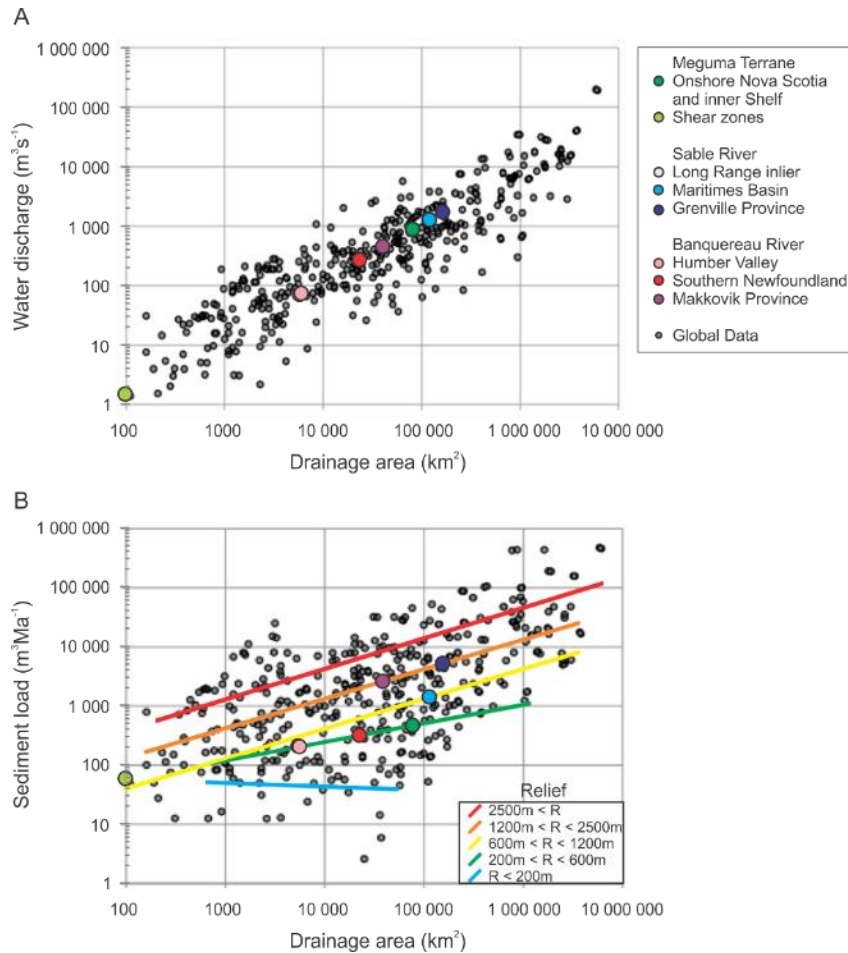 A
1 000 000
100 000
10 000
1 000
100
10
1
Water discharge (m³s⁻¹)
100
1000
10 000
100 000
1 000 000
10 000 000
Drainage area (km²)
Meguma Terrane
Onshore Nova Scotia
and inner Shelf
Shear zones
Sable River
Long Range inlier
Maritimes Basin
Grenville Province
Banquereau River
Humber Valley
Southern Newfoundland
Makkovik Province
Global Data
B
1 000 000
100 000
10 000
1 000
100
10
1
Sediment load (m³Ma⁻¹)
Relief
2500m < R
1200m < R < 2500m
600m < R < 1200m
200m < R < 600m
R < 200m
100
1000
10 000
100 000
1 000 000
10 000 000
Drainage area (km²)